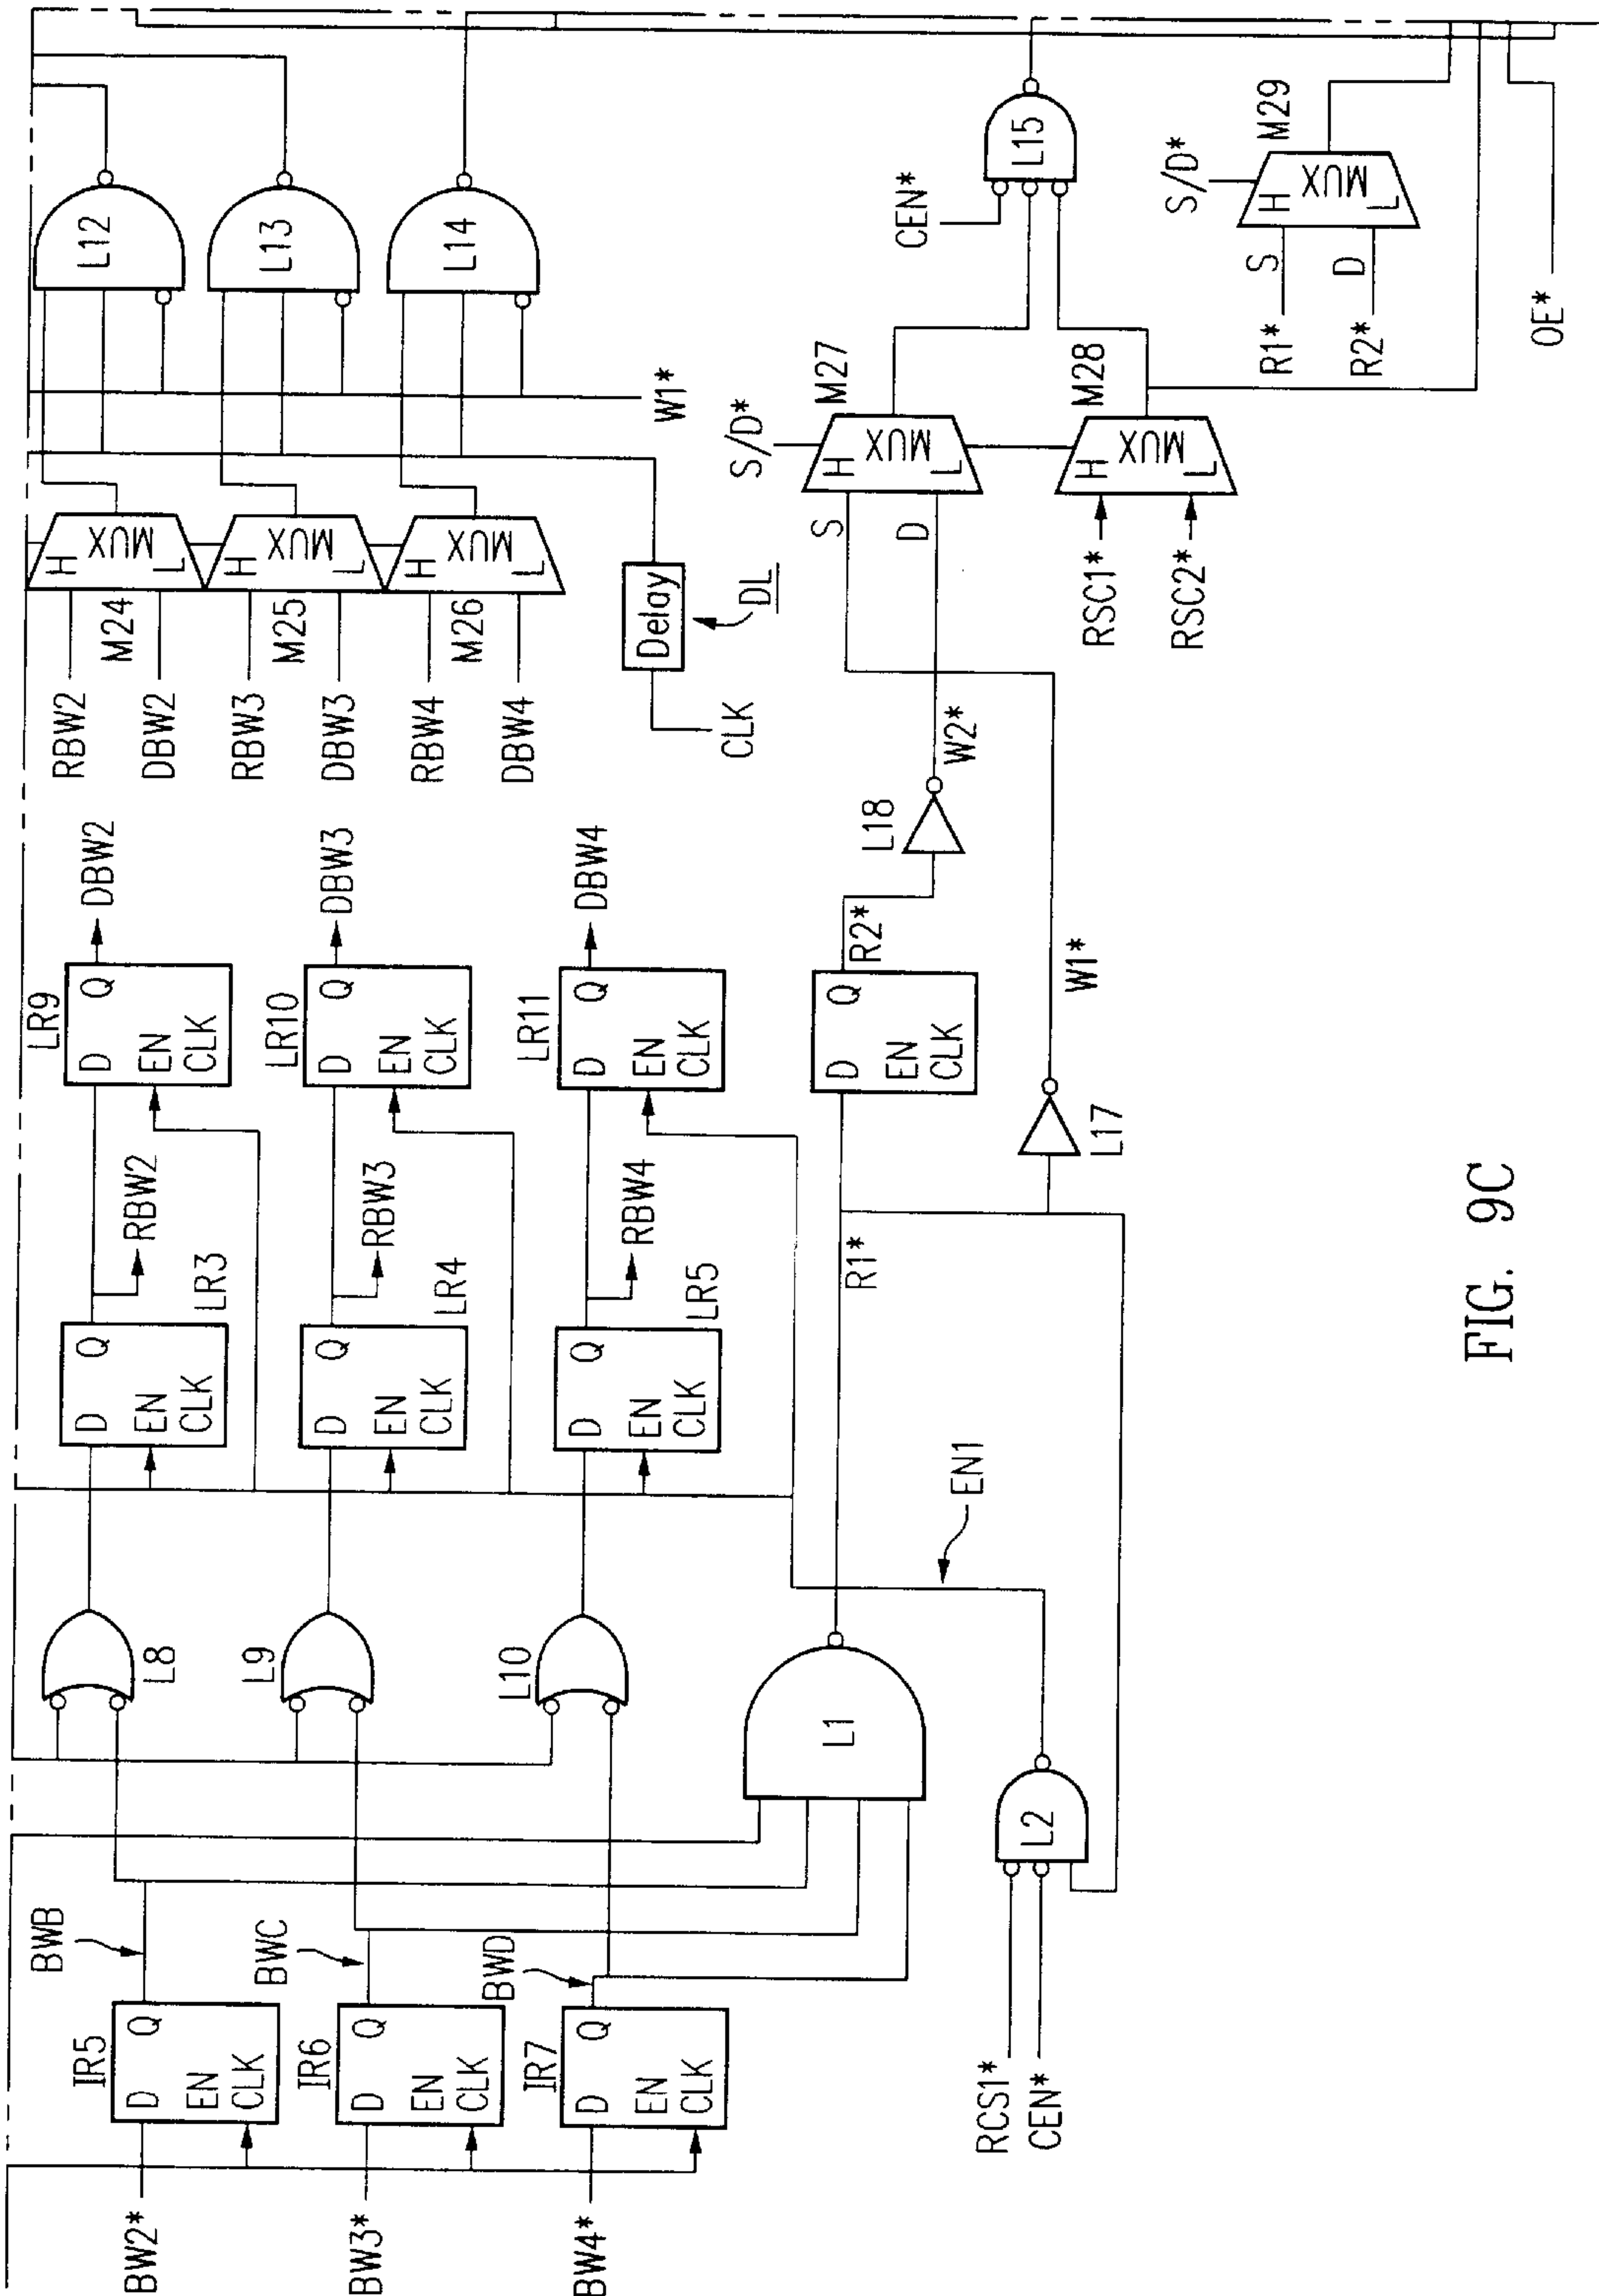 BW2*
IR5
D Q
EN
CLK
BWB
L8
D Q
EN
CLK
LR3
RBW2
LR9
D Q
EN
CLK
DBW2
RBW2
M24
DBW2
H
MUX
L
L12
BW3*
IR6
D Q
EN
CLK
BWC
L9
D Q
EN
CLK
LR4
RBW3
LR10
D Q
EN
CLK
DBW3
RBW3
M25
DBW3
H
MUX
L
L13
BW4*
IR7
D Q
EN
CLK
BWD
L10
D Q
EN
CLK
LR5
RBW4
LR11
D Q
EN
CLK
DBW4
RBW4
M26
DBW4
H
MUX
L
L14
CLK
Delay
DL
W1*
L1
R1*
D Q
EN
CLK
R2*
L18
W2*
S
D
S/D*
H
MUX
L
M27
CEN*
L15
RCS1*
CEN*
L2
EN1
L17
W1*
RSC1*
RSC2*
H
MUX
L
M28
R1*
S
R2*
D
S/D*
H
MUX
L
M29
OE*
FIG. 9C